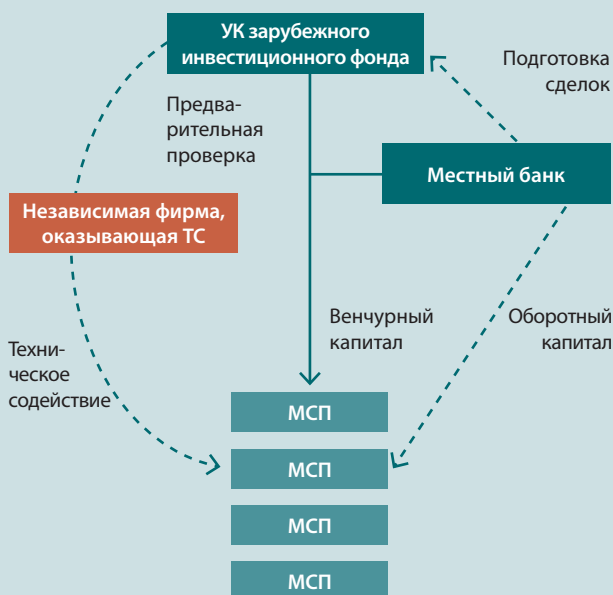 УК зарубежного
инвестиционного фонда
Подготовка
сделок
Предва-
рительная
проверка
Местный банк
Независимая фирма,
оказывающая ТС
Венчурный
капитал
Оборотный
капитал
Техни-
ческое
содействие
МСП
МСП
МСП
МСП